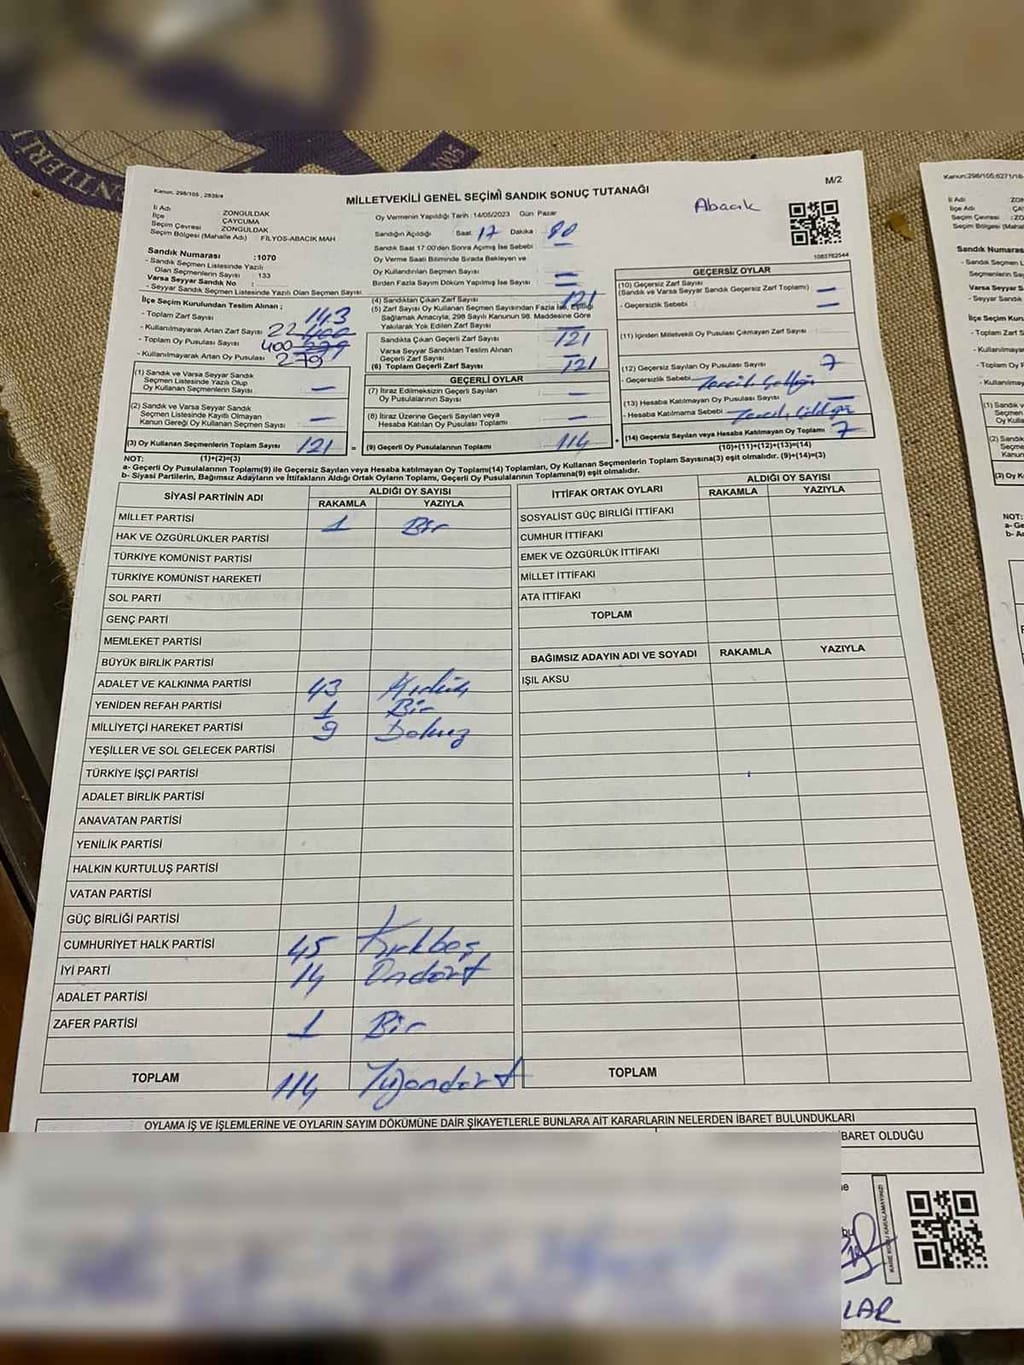 Kanun: 298/105 ; 2839/4
MİLLETVEKİLİ GENEL SEÇİMİ SANDIK SONUÇ TUTANAĞI
M/2
Abacık
İl Adı ZONGULDAK
İlçe ÇAYCUMA
Seçim Çevresi : ZONGULDAK
Seçim Bölgesi (Mahalle Adı) : FİLYOS-ABACIK MAH
Sandık Numarası :1070
- Sandık Seçmen Listesinde Yazılı
Olan Seçmenlerin Sayısı : 133
Varsa Seyyar Sandık No :
- Seyyar Sandık Seçmen Listesinde Yazılı Olan Seçmen Sayısı:
İlçe Seçim Kurulundan Teslim Alınan ;
- Toplam Zarf Sayısı 143
- Kullanılmayarak Artan Zarf Sayısı 22
- Toplam Oy Pusulası Sayısı 400
- Kullanılmayarak Artan Oy Pusulası 279
(1) Sandık ve Varsa Seyyar Sandık
Seçmen Listesinde Yazılı Olup
Oy Kullanan Seçmen Sayısı —
(2) Sandık ve Varsa Seyyar Sandık
Seçmen Listesinde Kayıtlı Olmayan
Kanun Gereği Oy Kullanan Seçmen Sayısı —
(3) Oy Kullanan Seçmenlerin Toplam Sayısı 121
(1)+(2)=(3)
Oy Vermenin Yapıldığı Tarih : 14/05/2023 Gün Pazar
Sandığın Açıldığı Saat: 17 Dakika
Sandık Saat 17:00'den Sonra Açılmış İse Sebebi : —
Oy Verme Saati Bitiminde Sırada Bekleyen ve
Oy Kullandırılan Seçmen Sayısı
Birden Fazla Sayım Döküm Yapılmış İse Sayısı
(4) Sandıktan Çıkan Zarf Sayısı 121
(5) Zarf Sayısı Oy Kullanan Seçmen Sayısından Fazla İse, Eşitliği
Sağlamak Amacıyla, 298 Sayılı Kanunun 98. Maddesine Göre
Yakılarak Yok Edilen Zarf Sayısı —
Sandıkta Çıkan Geçerli Zarf Sayısı 121
Varsa Seyyar Sandıktan Teslim Alınan
Geçerli Zarf Sayısı —
(6) Toplam Geçerli Zarf Sayısı 121
GEÇERLİ OYLAR
(7) İtiraz Edilmeksizin Geçerli Sayılan
Oy Pusulalarının Sayısı —
(8) İtiraz Üzerine Geçerli Sayılan veya
Hesaba Katılan Oy Pusulası Toplamı —
= (9) Geçerli Oy Pusulalarının Toplamı 114 +
1080762544
GEÇERSİZ OYLAR
(10) Geçersiz Zarf Sayısı
(Sandık ve Varsa Seyyar Sandık Geçersiz Zarf Toplamı) —
- Geçersizlik Sebebi : —
(11) İçinden Milletvekili Oy Pusulası Çıkmayan Zarf Sayısı —
(12) Geçersiz Sayılan Oy Pusulası Sayısı 7
- Geçersizlik Sebebi
(13) Hesaba Katılmayan Oy Pusulası Sayısı —
- Hesaba Katılmama Sebebi :
(14) Geçersiz Sayılan veya Hesaba Katılmayan Oy Toplamı 7
(10)+(11)+(12)+(13)=(14)
NOT:
a- Geçerli Oy Pusulalarının Toplamı(9) ile Geçersiz Sayılan veya Hesaba katılmayan Oy Toplamı(14) Toplamları, Oy Kullanan Seçmenlerin Toplam Sayısına(3) eşit olmalıdır. (9)+(14)=(3)
b- Siyasi Partilerin, Bağımsız Adayların ve İttifakların Aldığı Ortak Oyların Toplamı, Geçerli Oy Pusulalarının Toplamına(9) eşit olmalıdır.
SİYASİ PARTİNİN ADI ALDIĞI OY SAYISI
RAKAMLA YAZIYLA
MİLLET PARTİSİ 1 Bir
HAK VE ÖZGÜRLÜKLER PARTİSİ
TÜRKİYE KOMÜNİST PARTİSİ
TÜRKİYE KOMÜNİST HAREKETİ
SOL PARTİ
GENÇ PARTİ
MEMLEKET PARTİSİ
BÜYÜK BİRLİK PARTİSİ
ADALET VE KALKINMA PARTİSİ 43 Kırküç
YENİDEN REFAH PARTİSİ 1 Bir
MİLLİYETÇİ HAREKET PARTİSİ 9 Dokuz
YEŞİLLER VE SOL GELECEK PARTİSİ
TÜRKİYE İŞÇİ PARTİSİ
ADALET BİRLİK PARTİSİ
ANAVATAN PARTİSİ
YENİLİK PARTİSİ
HALKIN KURTULUŞ PARTİSİ
VATAN PARTİSİ
GÜÇ BİRLİĞİ PARTİSİ
CUMHURİYET HALK PARTİSİ 45 Kırkbeş
İYİ PARTİ 14 Ondört
ADALET PARTİSİ
ZAFER PARTİSİ 1 Bir
TOPLAM 114 Yüzondört
İTTİFAK ORTAK OYLARI ALDIĞI OY SAYISI
RAKAMLA YAZIYLA
SOSYALİST GÜÇ BİRLİĞİ İTTİFAKI
CUMHUR İTTİFAKI
EMEK VE ÖZGÜRLÜK İTTİFAKI
MİLLET İTTİFAKI
ATA İTTİFAKI
TOPLAM
BAĞIMSIZ ADAYIN ADI VE SOYADI RAKAMLA YAZIYLA
IŞIL AKSU
TOPLAM
OYLAMA İŞ VE İŞLEMLERİNE VE OYLARIN SAYIM DÖKÜMÜNE DAİR ŞİKAYETLERLE BUNLARA AİT KARARLARIN NELERDEN İBARET BULUNDUKLARI
İBARET OLDUĞU
LAR